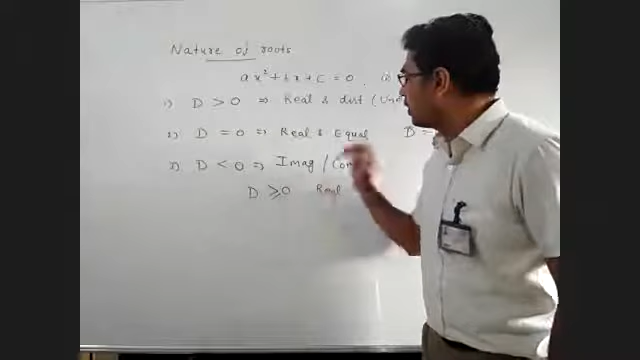 Nature of roots
ax² + bx + c = 0,
1) D > 0 ⇒ Real & dist (Une
2) D = 0 ⇒ Real & Equal D =
3) D < 0 ⇒ Imag / Com
D ≥ 0 Real